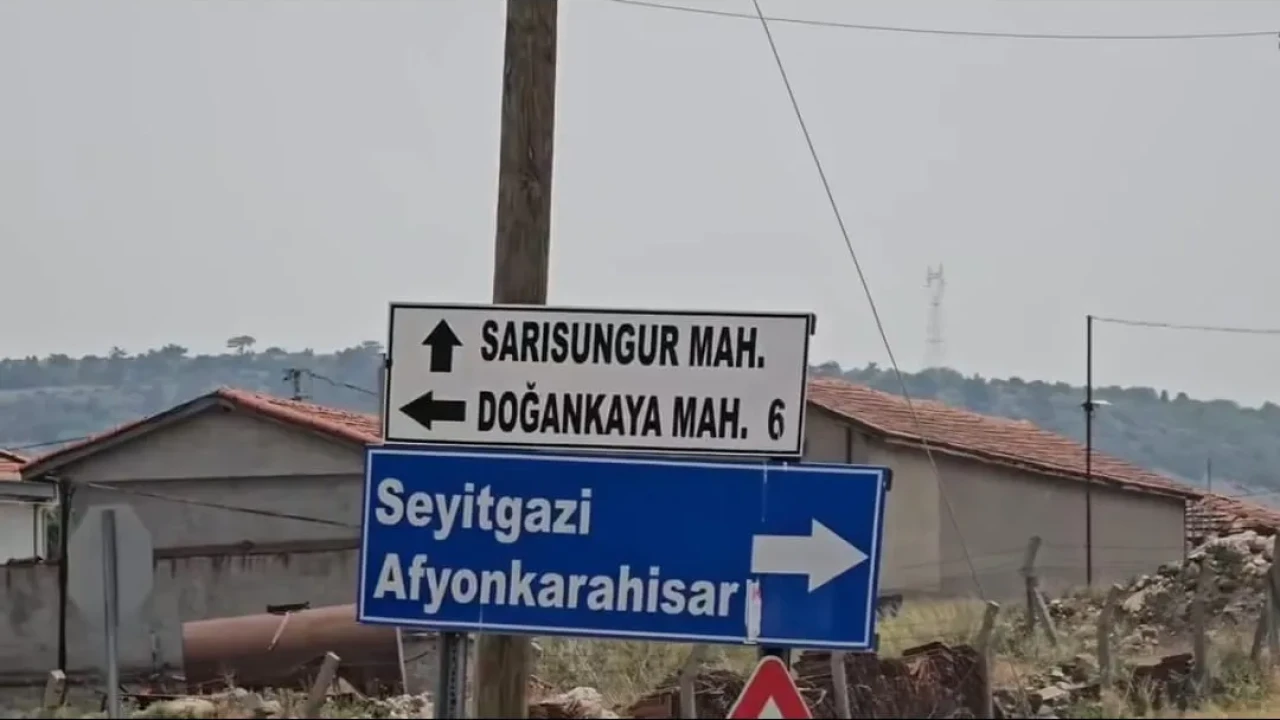 SARISUNGUR MAH.
DOĞANKAYA MAH. 6
Seyitgazi
Afyonkarahisar